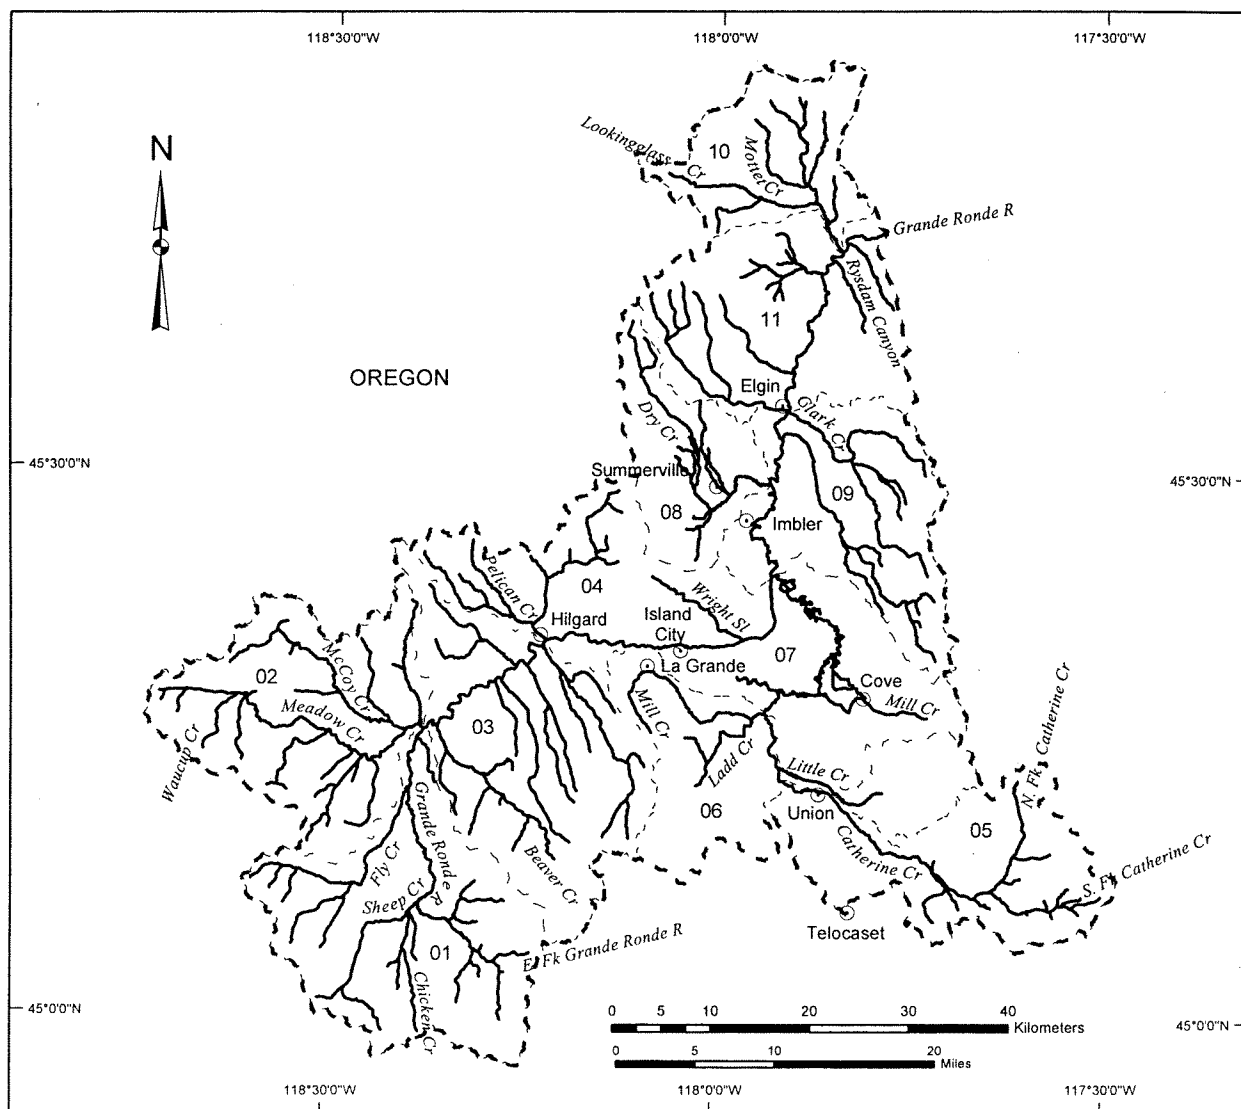 118°30'0"W
118°0'0"W
117°30'0"W
N
Lookingglass Cr
10
Mottet Cr
Grande Ronde R
Rysdam Canyon
11
OREGON
Elgin
Glark Cr
Dry Cr
45°30'0"N
45°30'0"N
Summerville
09
08
Imbler
Pelican Cr
04
Wright Sl
Hilgard
Island
City
La Grande
07
02
McCoy Cr
Cove
Mill Cr
Mill Cr
N. Fk Catherine Cr
Meadow Cr
03
Waucup Cr
Ladd Cr
Little Cr
Union
06
05
Grande Ronde R
Fly Cr
Beaver Cr
Catherine Cr
S. Fk Catherine Cr
Sheep Cr
Telocaset
01
E. Fk Grande Ronde R
Chicken Cr
45°0'0"N
0 5 10 20 30 40
Kilometers
45°0'0"N
0 5 10 20
Miles
118°30'0"W
118°0'0"W
117°30'0"W